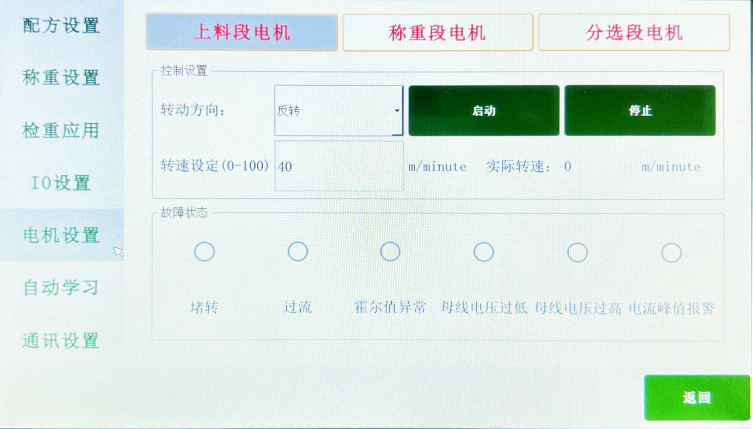 配方设置
称重设置
检重应用
IO设置
电机设置
自动学习
通讯设置
上料段电机 称重段电机 分选段电机
控制设置
转动方向: 反转 启动 停止
转速设定(0-100) 40 m/minute 实际转速: 0 m/minute
故障状态
堵转 过流 霍尔值异常 母线电压过低 母线电压过高 电流峰值报警
返回